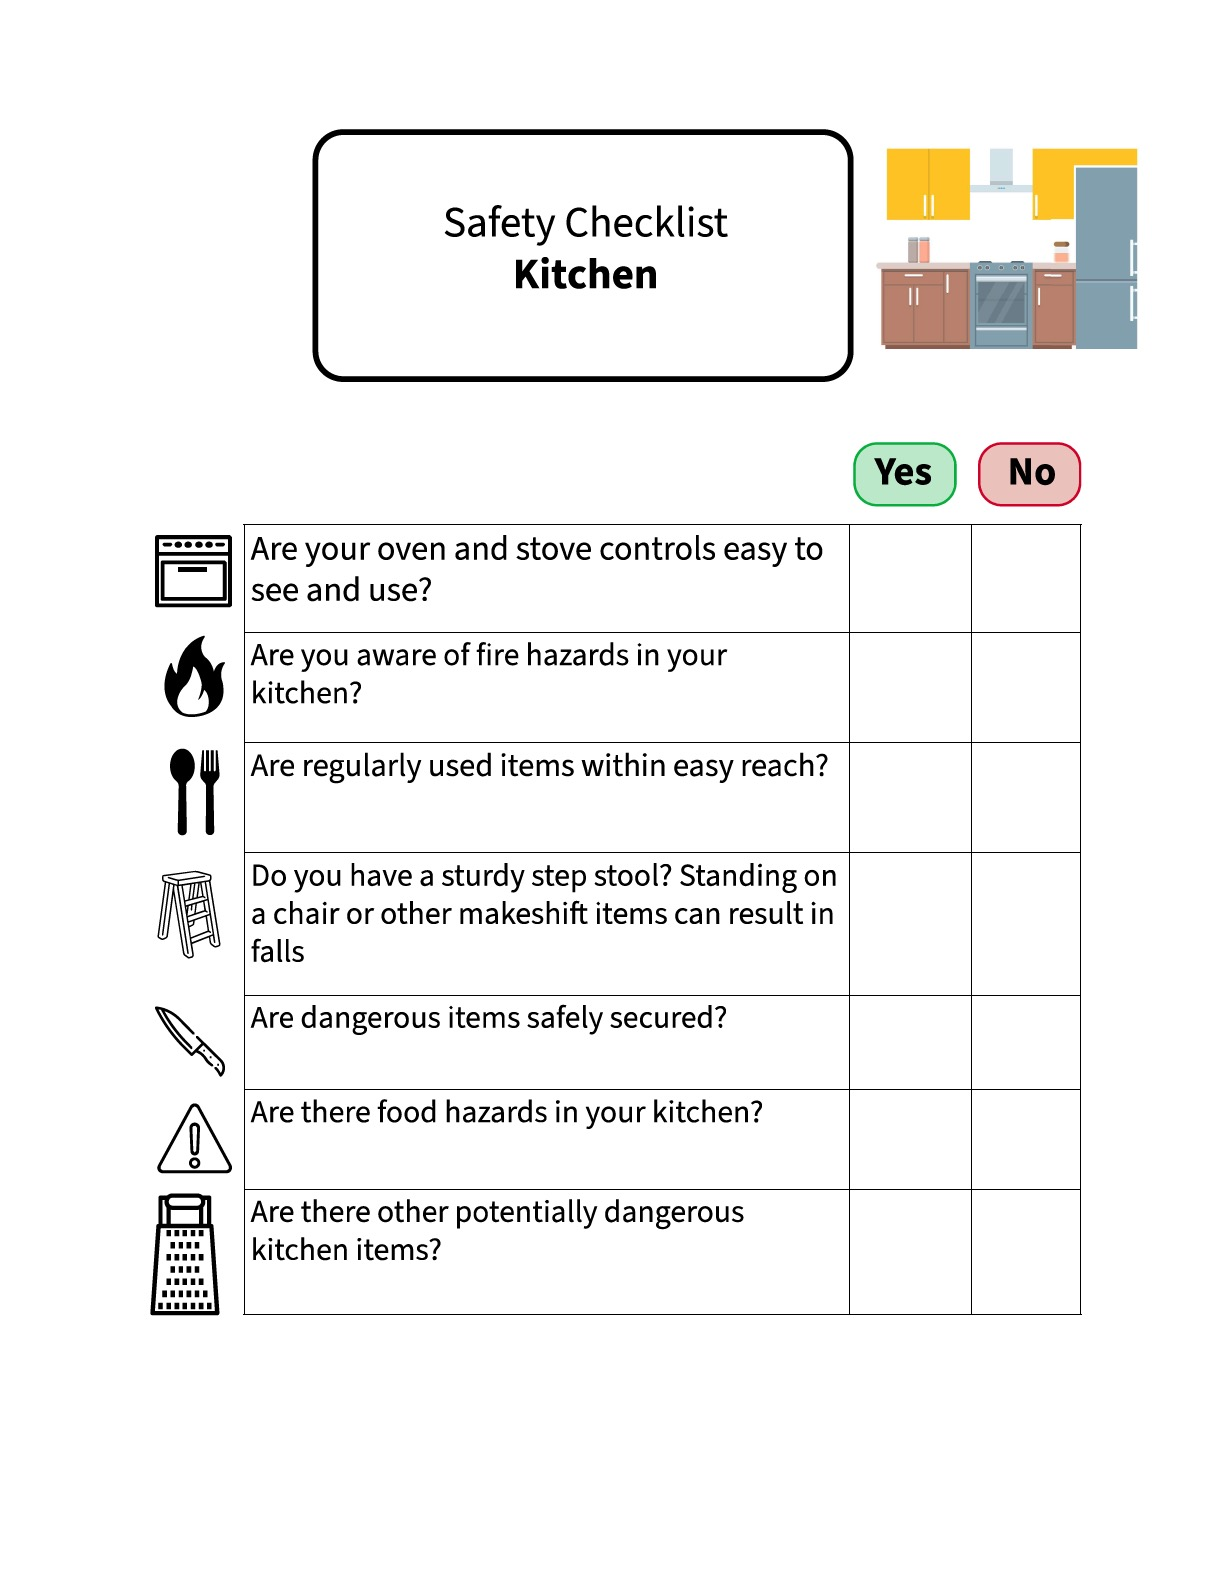 Safety Checklist
Kitchen
Yes No
Are your oven and stove controls easy to
see and use?
Are you aware of fire hazards in your
kitchen?
Are regularly used items within easy reach?
Do you have a sturdy step stool? Standing on
a chair or other makeshift items can result in
falls
Are dangerous items safely secured?
Are there food hazards in your kitchen?
Are there other potentially dangerous
kitchen items?